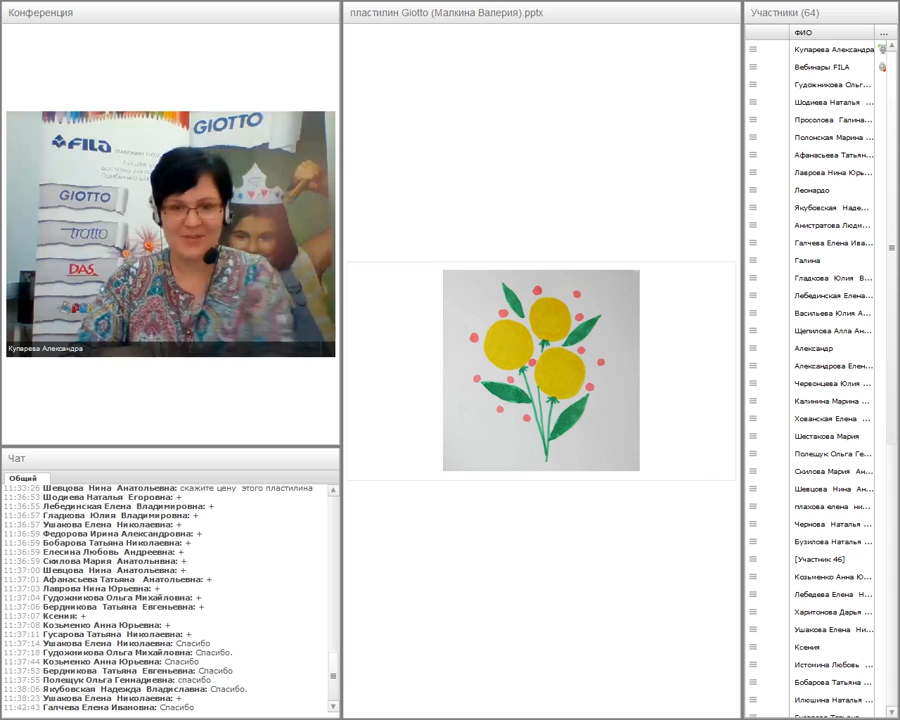 Конференция
FILA
GIOTTO
GIOTTO
tratto
DAS
Купарева Александра
Чат
Общий
11:33:26 Шевцова Нина Анатольевна: скажите цену этого пластилина
11:36:53 Шодиева Наталья Егоровна: +
11:36:55 Лебединская Елена Владимировна: +
11:36:57 Гладкова Юлия Владимировна: +
11:36:57 Ушакова Елена Николаевна: +
11:36:59 Федорова Ирина Александровна: +
11:36:59 Бобарова Татьяна Николаевна: +
11:36:59 Елесина Любовь Андреевна: +
11:36:59 Скилова Мария Анатольнвна: +
11:37:00 Шевцова Нина Анатольевна: +
11:37:01 Афанасьева Татьяна Анатольевна: +
11:37:03 Лаврова Нина Юрьевна: +
11:37:04 Гудожникова Ольга Михайловна: +
11:37:06 Бердникова Татьяна Евгеньевна: +
11:37:07 Ксения: +
11:37:08 Козьменко Анна Юрьевна: +
11:37:11 Гусарова Татьяна Николаевна: +
11:37:14 Ушакова Елена Николаевна: Спасибо
11:37:18 Гудожникова Ольга Михайловна: Спасибо.
11:37:44 Козьменко Анна Юрьевна: Спасибо
11:37:53 Бердникова Татьяна Евгеньевна: Спасибо
11:37:55 Полещук Ольга Геннадиевна: спасибо
11:38:06 Якубовская Надежда Владиславна: Спасибо.
11:38:23 Ушакова Елена Николаевна: +
11:42:43 Галчева Елена Ивановна: Спасибо
пластилин Giotto (Малкина Валерия).pptx
Участники (64)
ФИО ...
Купарева Александра
Вебинары FILA
Гудожникова Ольг...
Шодиева Наталья ...
Просолова Галина...
Полонская Марина ...
Афанасьева Татьян...
Лаврова Нина Юрь...
Леонардо
Якубовская Наде...
Анистратова Людм...
Галчева Елена Ива...
Галина
Гладкова Юлия В...
Лебединская Елена...
Васильева Юлия А...
Щепилова Алла Ан...
Александр
Александрова Елен...
Червонцева Юлия ...
Калинина Марина ...
Хованская Елена ...
Шестакова Мария
Полещук Ольга Ге...
Скилова Мария Ан...
Шевцова Нина Ан...
плахова елена ни...
Чернова Наталья ...
Бузилова Наталья ...
[Участник 46]
Козьменко Анна Ю...
Лебедева Елена Н...
Харитонова Дарья ...
Ушакова Елена Ни...
Ксения
Истомина Любовь ...
Бобарова Татьяна ...
Илюшина Наталья ...